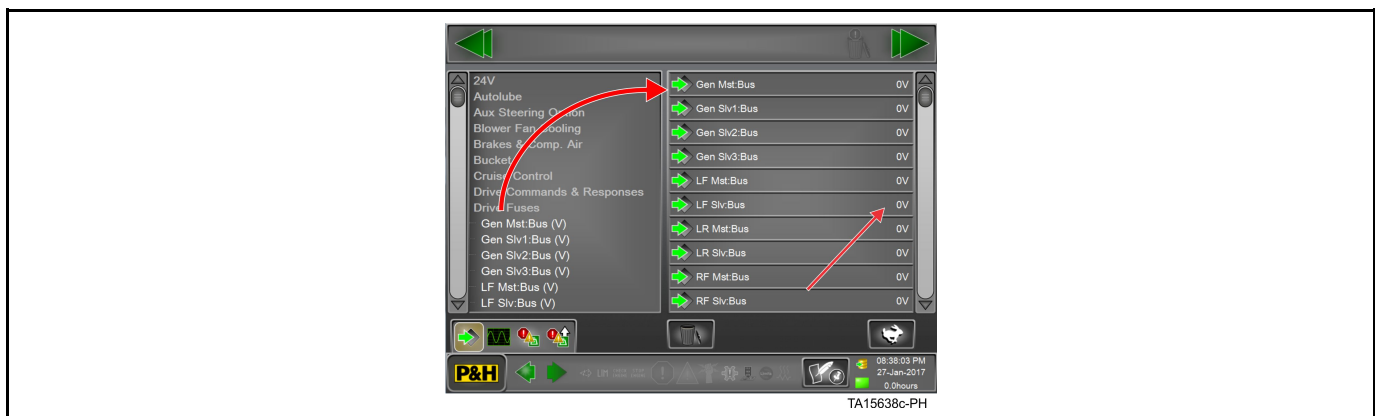 24V
Autolube
Aux Steering Option
Blower Fan Cooling
Brakes & Comp. Air
Bucket
Cruise Control
Drive Commands & Responses
Drive Fuses
Gen Mst:Bus (V)
Gen Slv1:Bus (V)
Gen Slv2:Bus (V)
Gen Slv3:Bus (V)
LF Mst:Bus (V)
LF Slv:Bus (V)
Gen Mst:Bus 0V
Gen Slv1:Bus 0V
Gen Slv2:Bus 0V
Gen Slv3:Bus 0V
LF Mst:Bus 0V
LF Slv:Bus 0V
LR Mst:Bus 0V
LR Slv:Bus 0V
RF Mst:Bus 0V
RF Slv:Bus 0V
P&H
LIM
08:38:03 PM
27-Jan-2017
0.0hours
TA15638c-PH